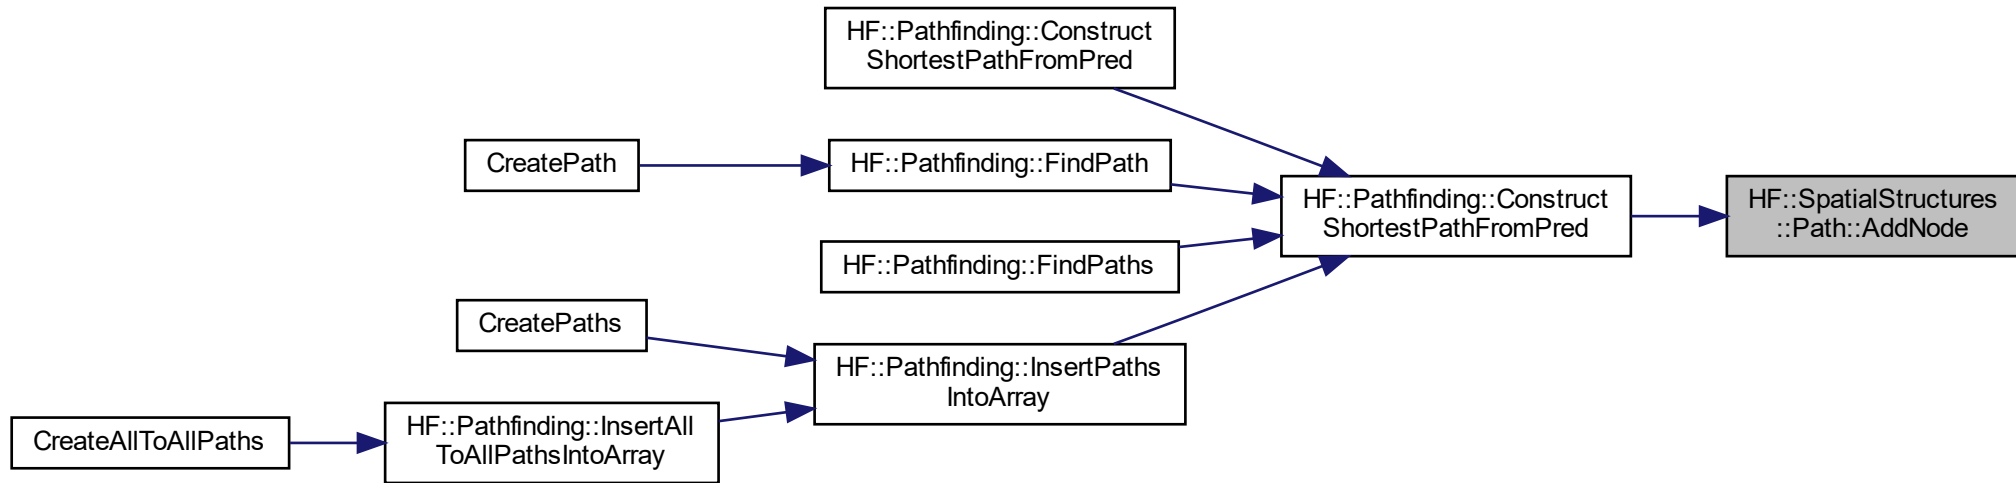 HF::Pathfinding::Construct
ShortestPathFromPred
CreatePath
HF::Pathfinding::FindPath
HF::Pathfinding::Construct
ShortestPathFromPred
HF::SpatialStructures
::Path::AddNode
HF::Pathfinding::FindPaths
CreatePaths
HF::Pathfinding::InsertPaths
IntoArray
CreateAllToAllPaths
HF::Pathfinding::InsertAll
ToAllPathsIntoArray